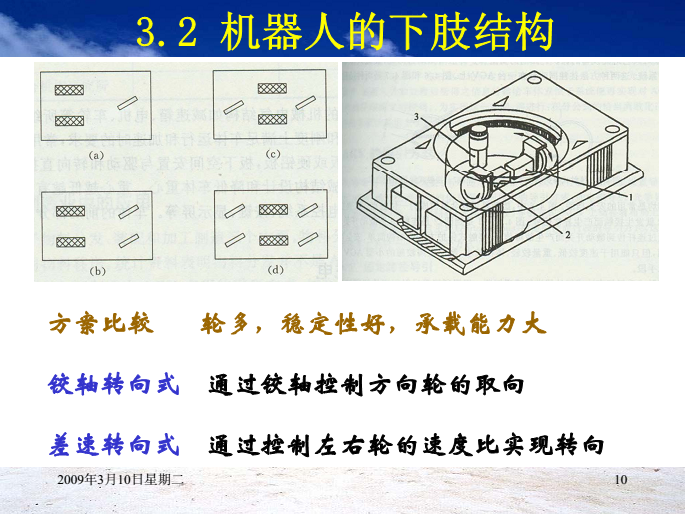 3.2 机器人的下肢结构
(a)
(c)
(b)
(d)
3
1
2
方案比较 轮多，稳定性好，承载能力大
铰轴转向式 通过铰轴控制方向轮的取向
差速转向式 通过控制左右轮的速度比实现转向
2009年3月10日星期二
10